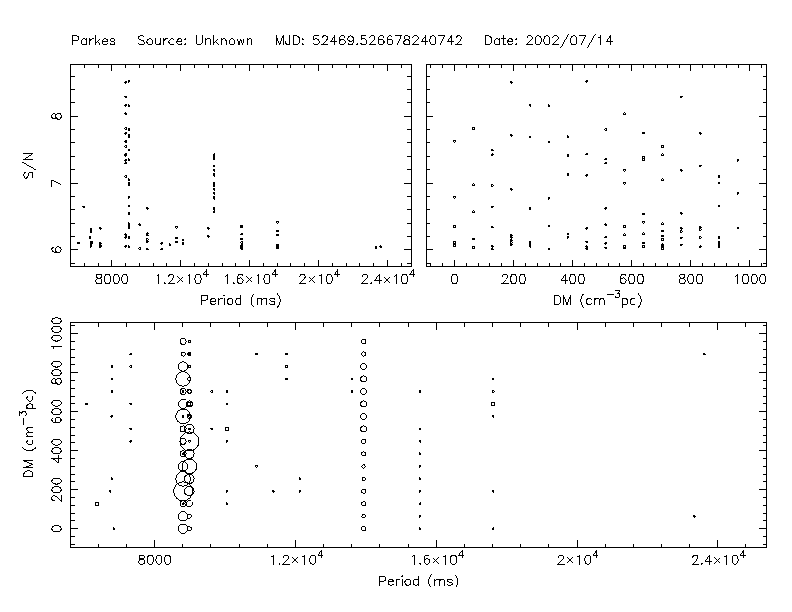 Parkes   Source: Unknown   MJD: 52469.526678240742   Date: 2002/07/14
S/N
8
7
6
8000 1.2×10⁴ 1.6×10⁴ 2×10⁴ 2.4×10⁴
Period (ms)
0 200 400 600 800 1000
DM (cm⁻³pc)
DM (cm⁻³pc)
1000
800
600
400
200
0
8000 1.2×10⁴ 1.6×10⁴ 2×10⁴ 2.4×10⁴
Period (ms)